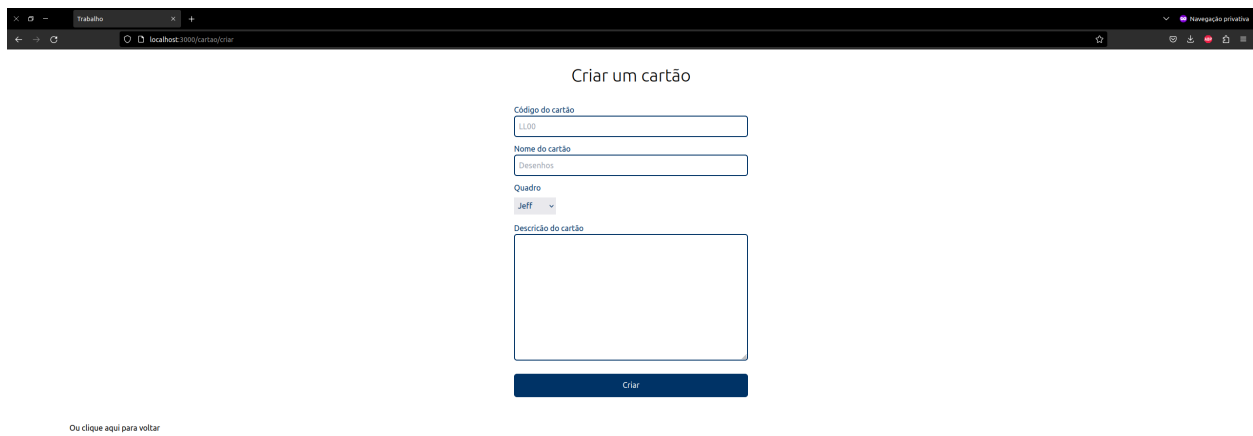 Trabalho
Navegação privativa
localhost:3000/cartao/criar
Criar um cartão
Código do cartão
LL00
Nome do cartão
Desenhos
Quadro
Jeff
Descricão do cartão
Criar
Ou clique aqui para voltar